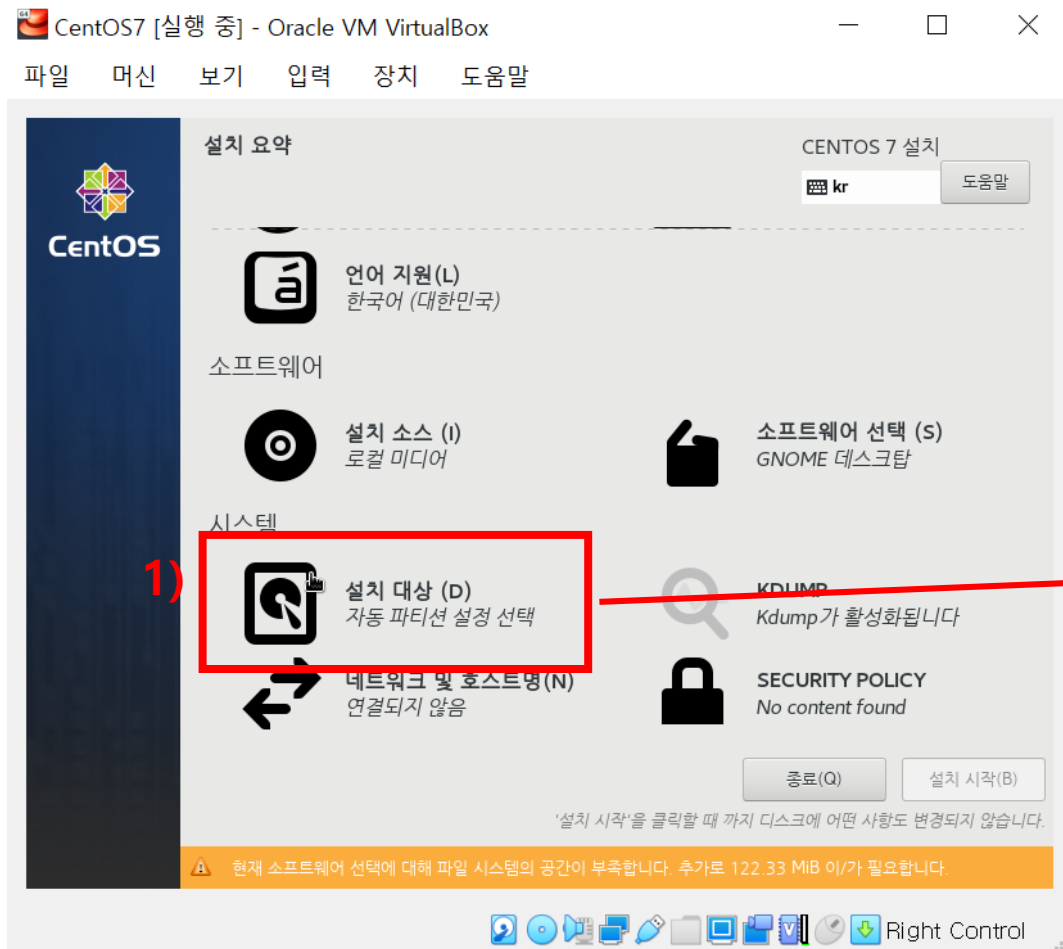 CentOS7 [실행 중] - Oracle VM VirtualBox
파일 머신 보기 입력 장치 도움말
설치 요약
CENTOS 7 설치
kr
도움말
CentOS
언어 지원(L)
한국어 (대한민국)
소프트웨어
설치 소스 (I)
로컬 미디어
소프트웨어 선택 (S)
GNOME 데스크탑
시스템
1)
설치 대상 (D)
자동 파티션 설정 선택
KDUMP
Kdump가 활성화됩니다
네트워크 및 호스트명(N)
연결되지 않음
SECURITY POLICY
No content found
종료(Q)
설치 시작(B)
'설치 시작'을 클릭할 때 까지 디스크에 어떤 사항도 변경되지 않습니다.
현재 소프트웨어 선택에 대해 파일 시스템의 공간이 부족합니다. 추가로 122.33 MiB 이/가 필요합니다.
Right Control